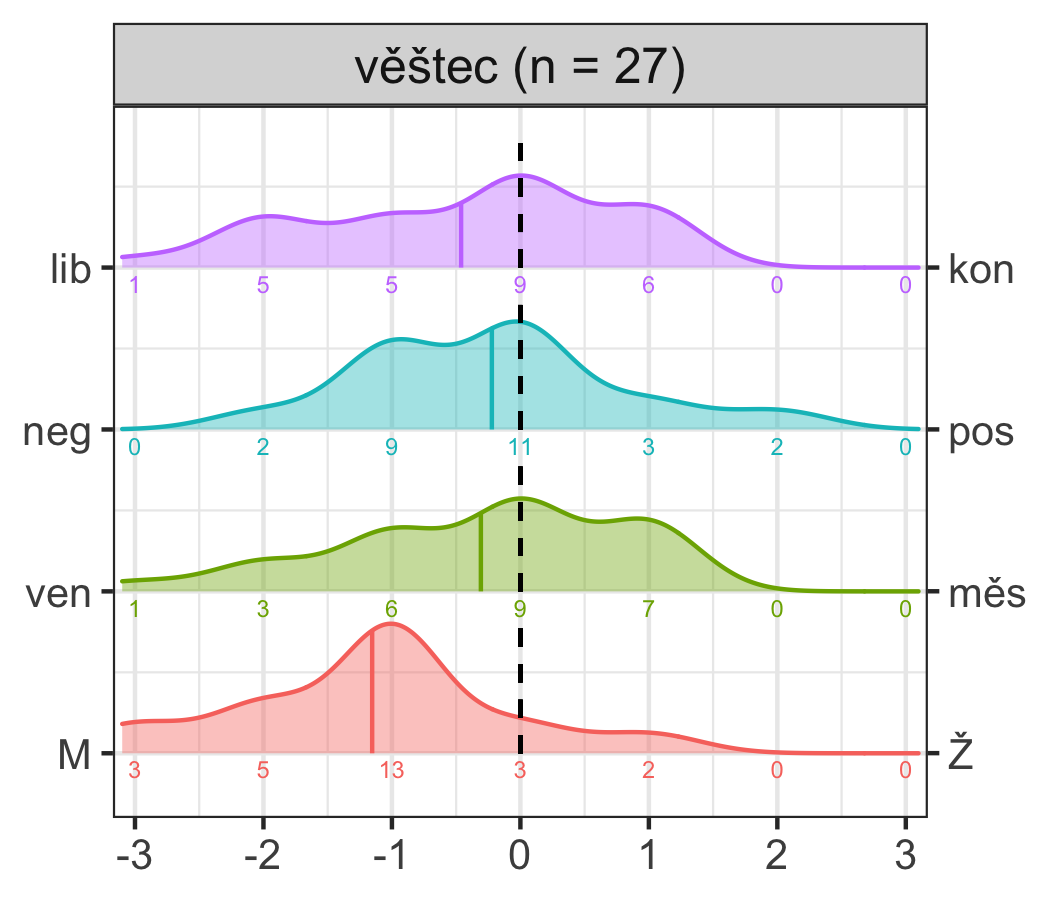 věštec (n = 27)
lib kon
1 5 5 9 6 0 0
neg pos
0 2 9 11 3 2 0
ven měs
1 3 6 9 7 0 0
M Ž
3 5 13 3 2 0 0
-3 -2 -1 0 1 2 3